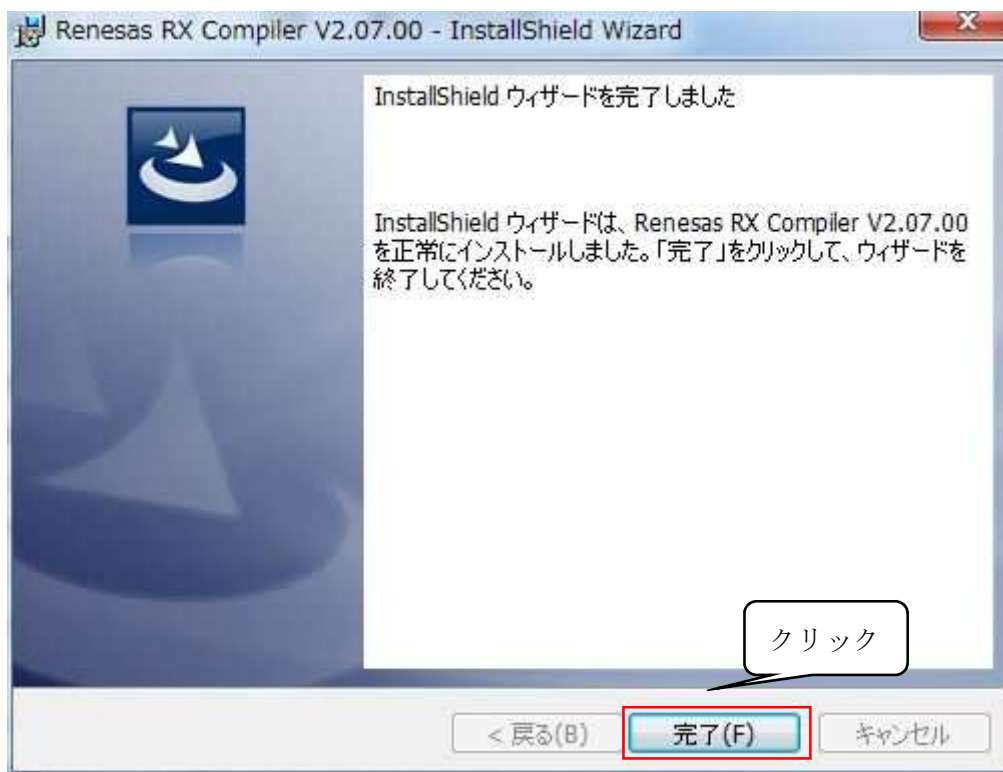 Renesas RX Compiler V2.07.00 - InstallShield Wizard
InstallShield ウィザードを完了しました
InstallShield ウィザードは、Renesas RX Compiler V2.07.00
を正常にインストールしました。「完了」をクリックして、ウィザードを
終了してください。
クリック
< 戻る(B)
完了(F)
キャンセル